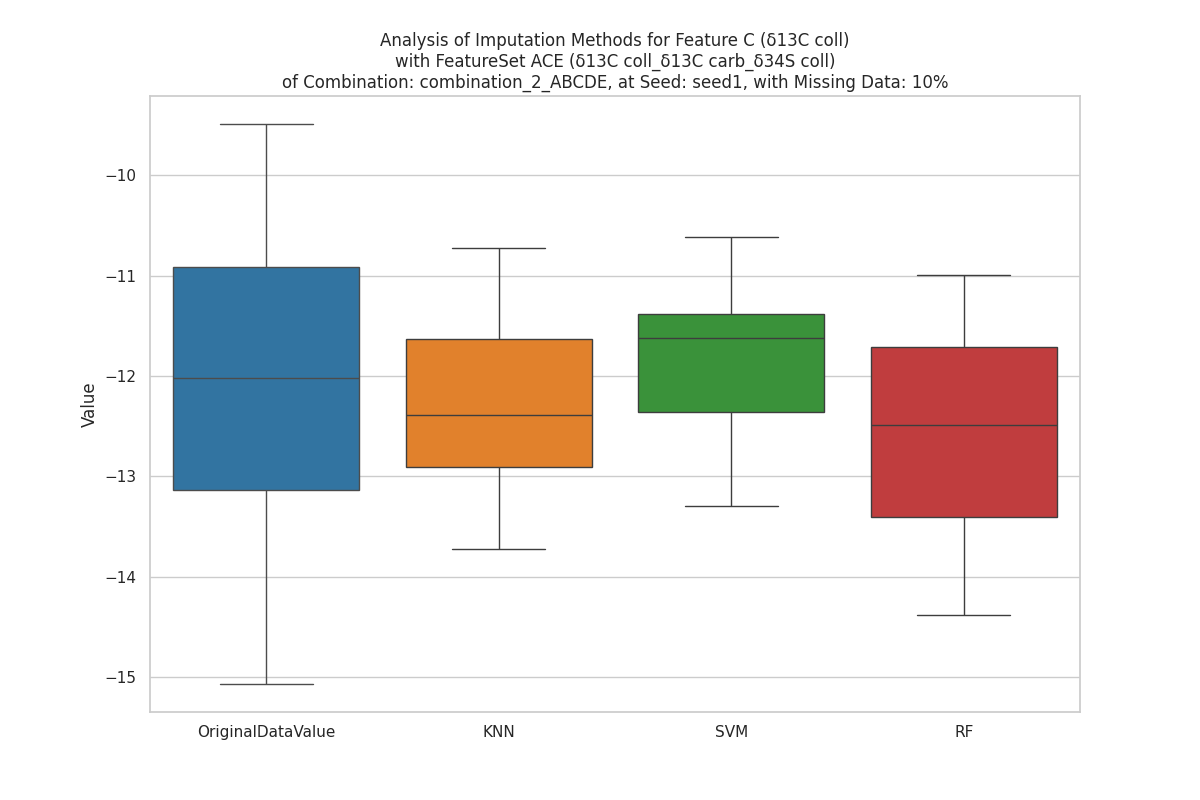 Analysis of Imputation Methods for Feature C (δ13C coll)
with FeatureSet ACE (δ13C coll_δ13C carb_δ34S coll)
of Combination: combination_2_ABCDE, at Seed: seed1, with Missing Data: 10%
Value
−10
−11
−12
−13
−14
−15
OriginalDataValue
KNN
SVM
RF